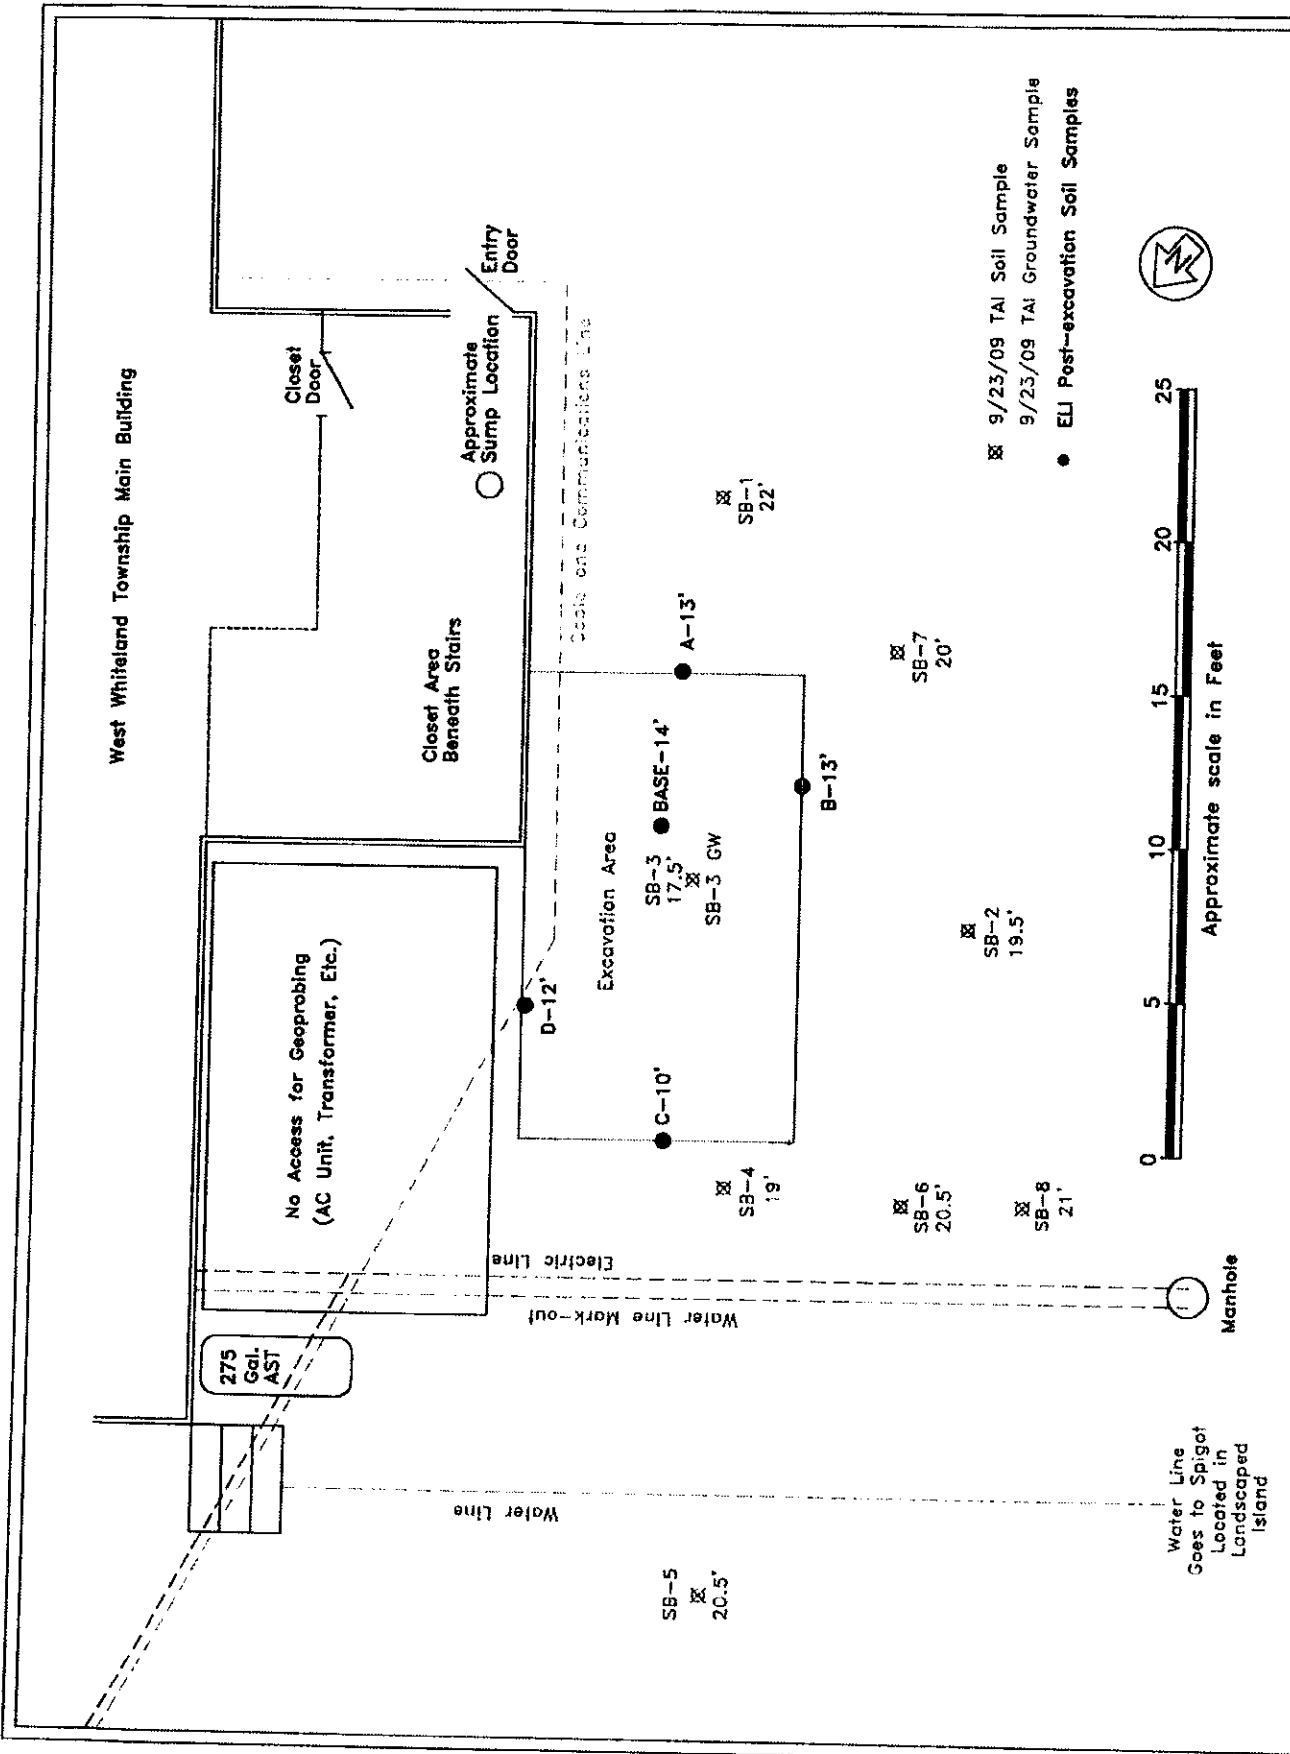 West Whiteland Township Main Building
Closet
Door
Approximate
Sump Location
Entry
Door
Closet Area
Beneath Stairs
Cable and Communications Line
No Access for Geoprobing
(AC Unit, Transformer, Etc.)
275
Gal.
AST
Electric Line
Water Line Mark-out
Water Line
Excavation Area
D-12'
C-10'
BASE-14'
A-13'
B-13'
SB-3
17.5'
SB-3 GW
SB-1
22'
SB-7
20'
SB-2
19.5'
SB-4
19'
SB-6
20.5'
SB-8
21'
SB-5
20.5'
Manhole
Water Line
Goes to Spigot
Located in
Landscaped
Island
9/23/09 TAI Soil Sample
9/23/09 TAI Groundwater Sample
ELI Post-excavation Soil Samples
N
0 5 10 15 20 25
Approximate scale in Feet